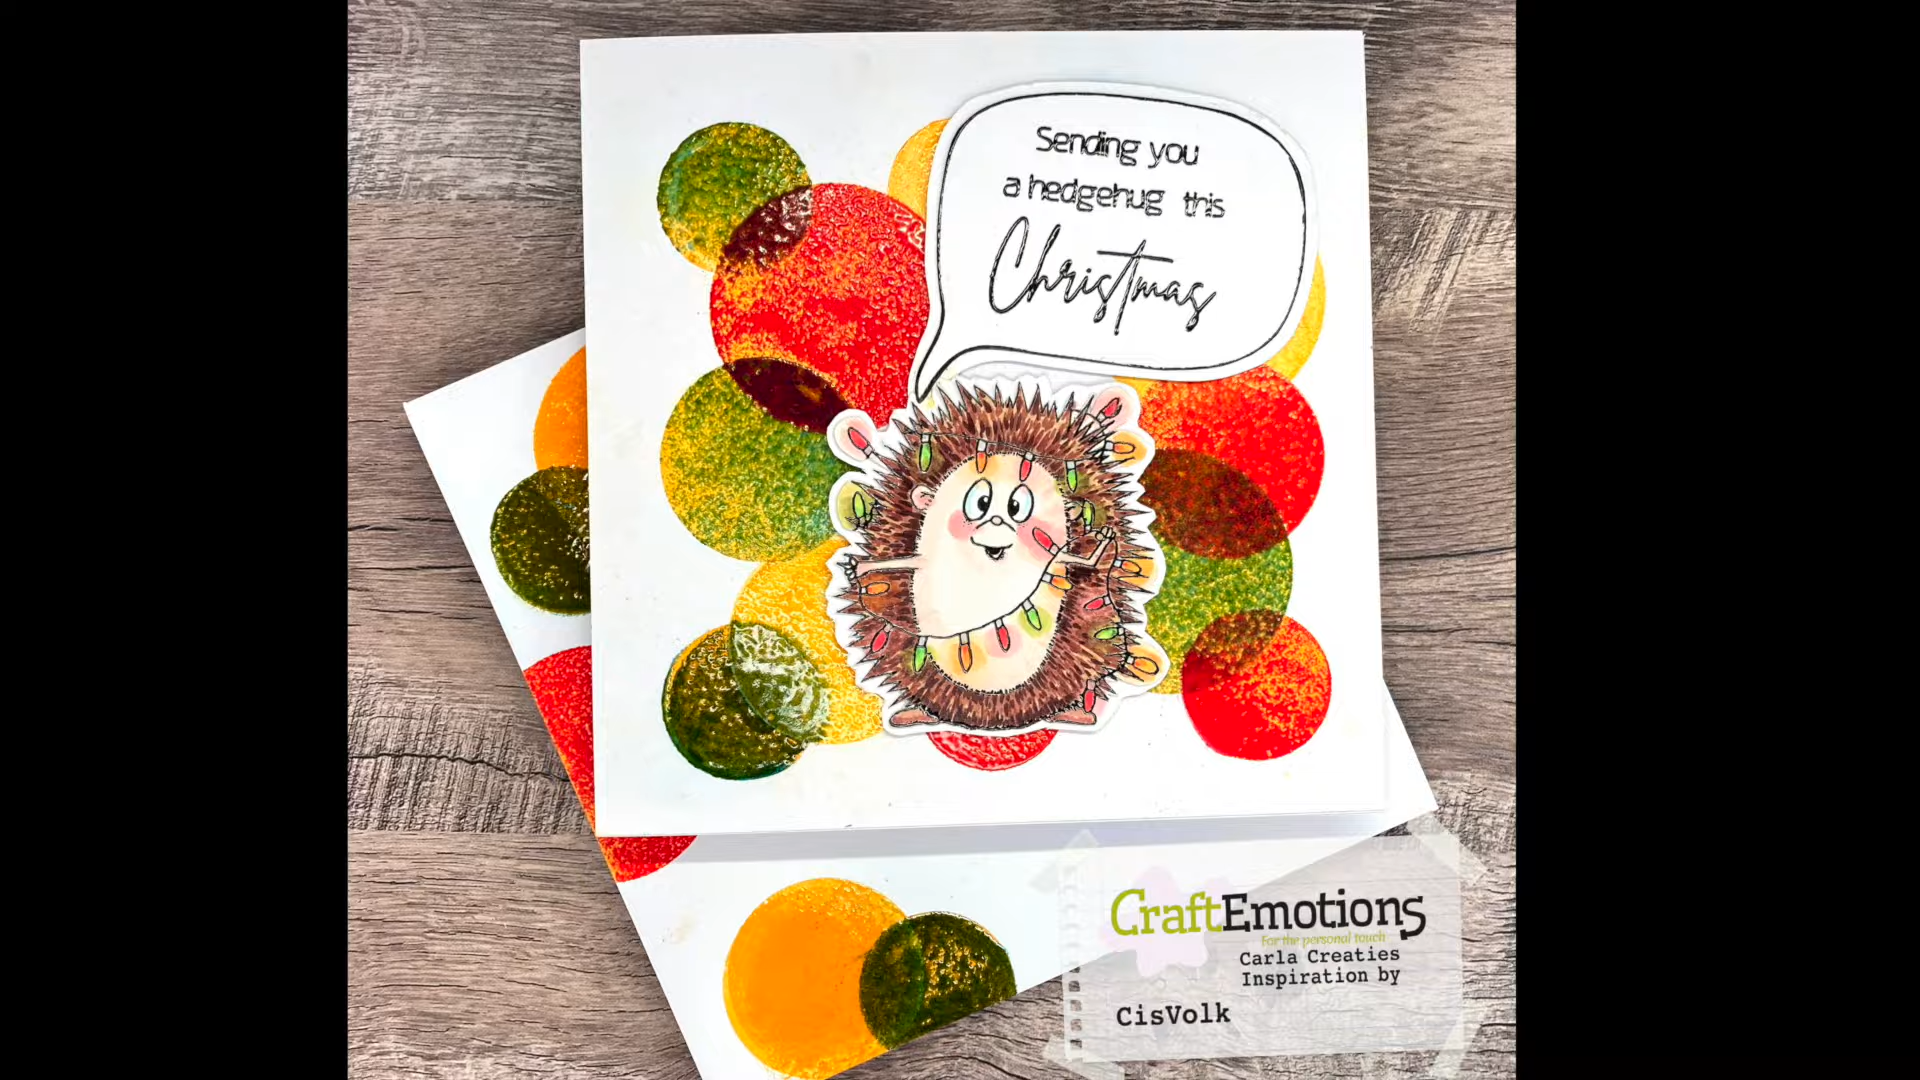 Sending you
a hedgehug this
Christmas
CraftEmotions
For the personal touch
Carla Creaties
Inspiration by
CisVolk